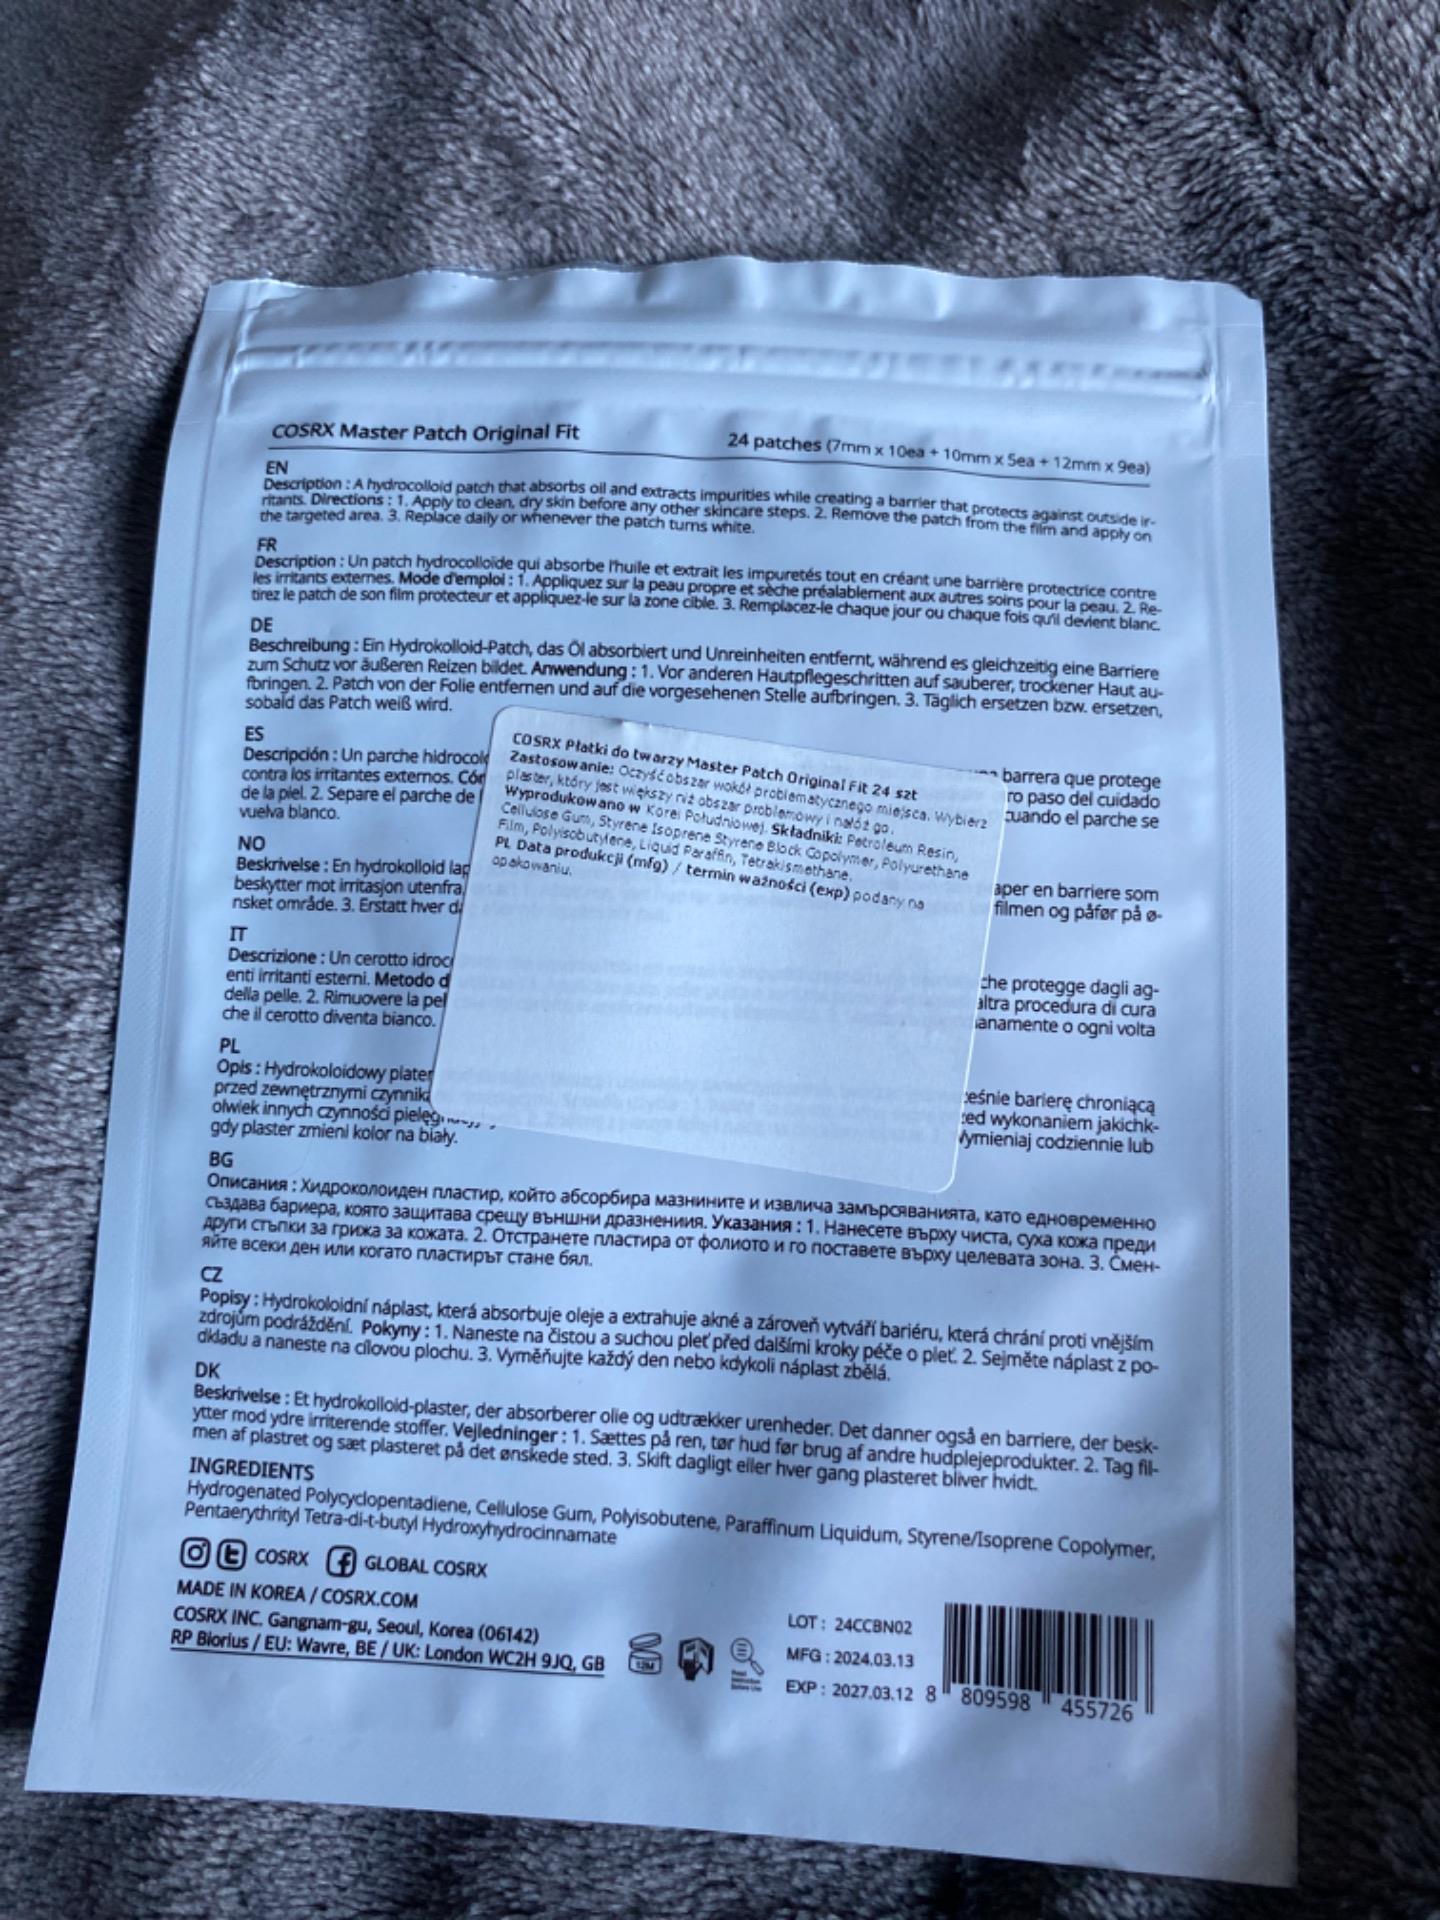 COSRX Master Patch Original Fit
24 patches (7mm x 10ea + 10mm x 5ea + 12mm x 9ea)
EN
Description : A hydrocolloid patch that absorbs oil and extracts impurities while creating a barrier that protects against outside ir-
ritants. Directions : 1. Apply to clean, dry skin before any other skincare steps. 2. Remove the patch from the film and apply on
the targeted area. 3. Replace daily or whenever the patch turns white.
FR
Description : Un patch hydrocolloïde qui absorbe l'huile et extrait les impuretés tout en créant une barrière protectrice contre
les irritants externes. Mode d'emploi : 1. Appliquez sur la peau propre et sèche préalablement aux autres soins pour la peau. 2. Re-
tirez le patch de son film protecteur et appliquez-le sur la zone cible. 3. Remplacez-le chaque jour ou chaque fois qu'il devient blanc.
DE
Beschreibung : Ein Hydrokolloid-Patch, das Öl absorbiert und Unreinheiten entfernt, während es gleichzeitig eine Barriere
zum Schutz vor äußeren Reizen bildet. Anwendung : 1. Vor anderen Hautpflegeschritten auf sauberer, trockener Haut au-
fbringen. 2. Patch von der Folie entfernen und auf die vorgesehenen Stelle aufbringen. 3. Täglich ersetzen bzw. ersetzen,
sobald das Patch weiß wird.
ES
Descripción : Un parche barrera que protege
contra los irritantes externos. paso del cuidado
de la piel. 2. Separe el parche de cuando el parche se
vuelva blanco.
COSRX Płatki do twarzy Master Patch Original Fit 24 szt
Zastosowanie: Oczyść obszar wokół problematycznego miejsca. Wybierz
plaster, który jest większy niż obszar problemowy i nałóż go.
Wyprodukowano w Korei Południowej. Składniki: Petroleum Resin,
Cellulose Gum, Styrene Isoprene Styrene Block Copolymer, Polyurethane
Film, Polyisobutylene, Liquid Paraffin, Tetrakismethane.
PL Data produkcji (mfg) / termin ważności (exp) podany na
opakowaniu.
NO
Beskrivelse : En hydrokolloid en barriere som
beskytter mot irritasjon utenfra, filmen og påfør på ø-
nsket område. 3. Erstatt hver
IT
Descrizione : Un cerotto che protegge dagli ag-
enti irritanti esterni. Metodo altra procedura di cura
della pelle. 2. Rimuovere la o ogni volta
che il cerotto diventa bianco.
PL
Opis : Hydrokoloidowy barierę chroniącą
przed zewnętrznymi wykonaniem jakichk-
olwiek innych czynności Wymieniaj codziennie lub
gdy plaster zmieni kolor na biały.
BG
Описания : Хидроколоиден пластир, който абсорбира мазнините и извлича замърсяванията, като едновременно
създава бариера, която защитава срещу външни дразнениия. Указания : 1. Нанесете върху чиста, суха кожа преди
други стъпки за грижа за кожата. 2. Отстранете пластира от фолиото и го поставете върху целевата зона. 3. Смен-
яйте всеки ден или когато пластирът стане бял.
CZ
Popisy : Hydrokoloidní náplast, která absorbuje oleje a extrahuje akné a zároveň vytváří bariéru, která chrání proti vnějším
zdrojům podráždění. Pokyny : 1. Naneste na čistou a suchou pleť před dalšími kroky péče o pleť. 2. Sejměte náplast z po-
dkladu a naneste na cílovou plochu. 3. Vyměňujte každý den nebo kdykoli náplast zbělá.
DK
Beskrivelse : Et hydrokolloid-plaster, der absorberer olie og udtrækker urenheder. Det danner også en barriere, der besk-
ytter mod ydre irriterende stoffer. Vejledninger : 1. Sættes på ren, tør hud før brug af andre hudplejeprodukter. 2. Tag fil-
men af plastret og sæt plasteret på det ønskede sted. 3. Skift dagligt eller hver gang plasteret bliver hvidt.
INGREDIENTS
Hydrogenated Polycyclopentadiene, Cellulose Gum, Polyisobutene, Paraffinum Liquidum, Styrene/Isoprene Copolymer,
Pentaerythrityl Tetra-di-t-butyl Hydroxyhydrocinnamate
COSRX GLOBAL COSRX
MADE IN KOREA / COSRX.COM
COSRX INC. Gangnam-gu, Seoul, Korea (06142)
RP Biorius / EU: Wavre, BE / UK: London WC2H 9JQ, GB
12M
LOT : 24CCBN02
MFG : 2024.03.13
EXP : 2027.03.12
8 809598 455726